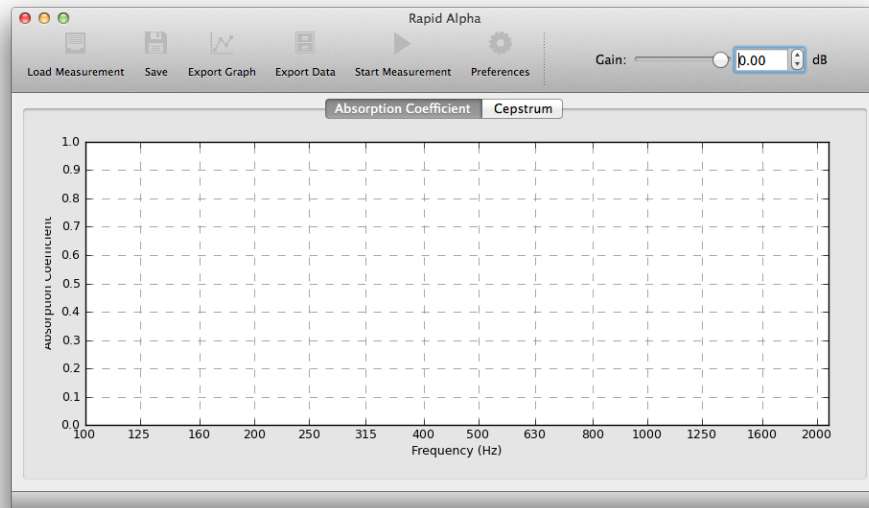 Rapid Alpha
Load Measurement Save Export Graph Export Data Start Measurement Preferences Gain: 0.00 dB
Absorption Coefficient Cepstrum
1.0
0.9
0.8
0.7
0.6
0.5
0.4
0.3
0.2
0.1
0.0
Absorption Coefficient
100 125 160 200 250 315 400 500 630 800 1000 1250 1600 2000
Frequency (Hz)